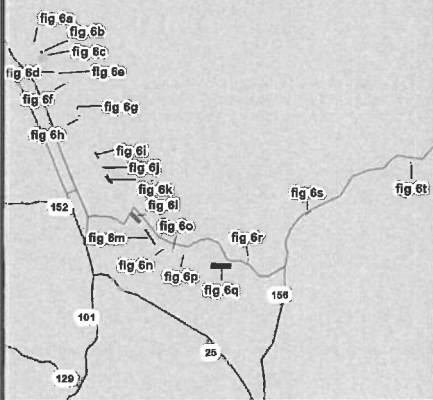 fig 6a
fig 6b
fig 6c
fig 6d
fig 6e
fig 6f
fig 6g
fig 6h
fig 6i
fig 6j
fig 6k
fig 6l
152
fig 6m
fig 6o
fig 6n
fig 6p
fig 6q
fig 6r
fig 6s
fig 6t
156
101
25
129